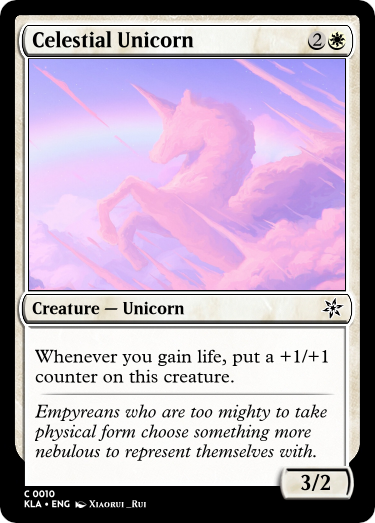 Celestial Unicorn 2
Creature — Unicorn
Whenever you gain life, put a +1/+1
counter on this creature.
Empyreans who are too mighty to take
physical form choose something more
nebulous to represent themselves with.
3/2
C 0010
KLA • ENG Xiaorui _Rui